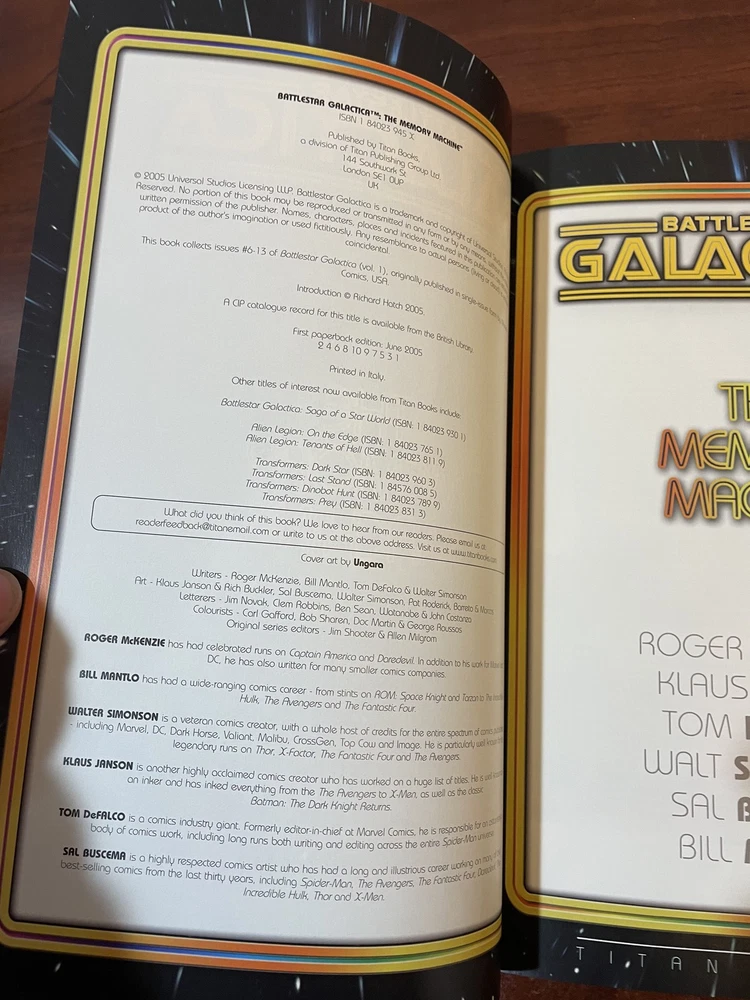 BATTLESTAR GALACTICA™: THE MEMORY MACHINE
ISBN 1 84023 945 X
Published by Titan Books,
a division of Titan Publishing Group Ltd.
144 Southwark St
London SE1 0UP
UK
© 2005 Universal Studios Licensing LLLP. Battlestar Galactica is a trademark and copyright of Universal
Reserved. No portion of this book may be reproduced or transmitted in any form or by any means, without the
written permission of the publisher. Names, characters, places and incidents featured in this publication
product of the author's imagination or used fictitiously. Any resemblance to actual persons (living or dead)
coincidental.
This book collects issues #6-13 of Battlestar Galactica (vol. 1), originally published in single-issue
Comics, USA.
Introduction © Richard Hatch 2005.
A CIP catalogue record for this title is available from the British Library.
First paperback edition: June 2005
2 4 6 8 10 9 7 5 3 1
Printed in Italy.
Other titles of interest now available from Titan Books include:
Battlestar Galactica: Saga of a Star World (ISBN: 1 84023 930 1)
Alien Legion: On the Edge (ISBN: 1 84023 765 1)
Alien Legion: Tenants of Hell (ISBN: 1 84023 811 9)
Transformers: Dark Star (ISBN: 1 84023 960 3)
Transformers: Last Stand (ISBN: 1 84576 008 5)
Transformers: Dinobot Hunt (ISBN: 1 84023 789 9)
Transformers: Prey (ISBN: 1 84023 831 3)
What did you think of this book? We love to hear from our readers. Please email us at:
readerfeedback@titanemail.com or write to us at the above address. Visit us at www.titanbooks.com
Cover art by Ungara
Writers - Roger McKenzie, Bill Mantlo, Tom DeFalco & Walter Simonson
Art - Klaus Janson & Rich Buckler, Sal Buscema, Walter Simonson, Pat Broderick, Barreto & Marcos
Letterers - Jim Novak, Clem Robbins, Ben Sean, Watanabe & John Costanza
Colourists - Carl Gafford, Bob Sharen, Doc Martin & George Roussos
Original series editors - Jim Shooter & Allen Milgrom
ROGER McKENZIE has had celebrated runs on Captain America and Daredevil. In addition to his work for
DC, he has also written for many smaller comics companies.
BILL MANTLO has had a wide-ranging comics career - from stints on ROM: Space Knight and Tarzan to The
Hulk, The Avengers and The Fantastic Four.
WALTER SIMONSON is a veteran comics creator, with a whole host of credits for the entire spectrum of comics
- including Marvel, DC, Dark Horse, Valiant, Malibu, CrossGen, Top Cow and Image. He is particularly well known
legendary runs on Thor, X-Factor, The Fantastic Four and The Avengers.
KLAUS JANSON is another highly acclaimed comics creator who has worked on a huge list of titles. He is well
an inker and has inked everything from the The Avengers to X-Men, as well as the classic
Batman: The Dark Knight Returns.
TOM DeFALCO is a comics industry giant. Formerly editor-in-chief at Marvel Comics, he is responsible for an
body of comics work, including long runs both writing and editing across the entire Spider-Man universe.
SAL BUSCEMA is a highly respected comics artist who has had a long and illustrious career working on many of the
best-selling comics from the last thirty years, including Spider-Man, The Avengers, The Fantastic Four,
Incredible Hulk, Thor and X-Men.
BATTLE
GALAC
TH
MEM
MAC
ROGER
KLAUS
TOM
WALT S
SAL B
BILL
TITAN